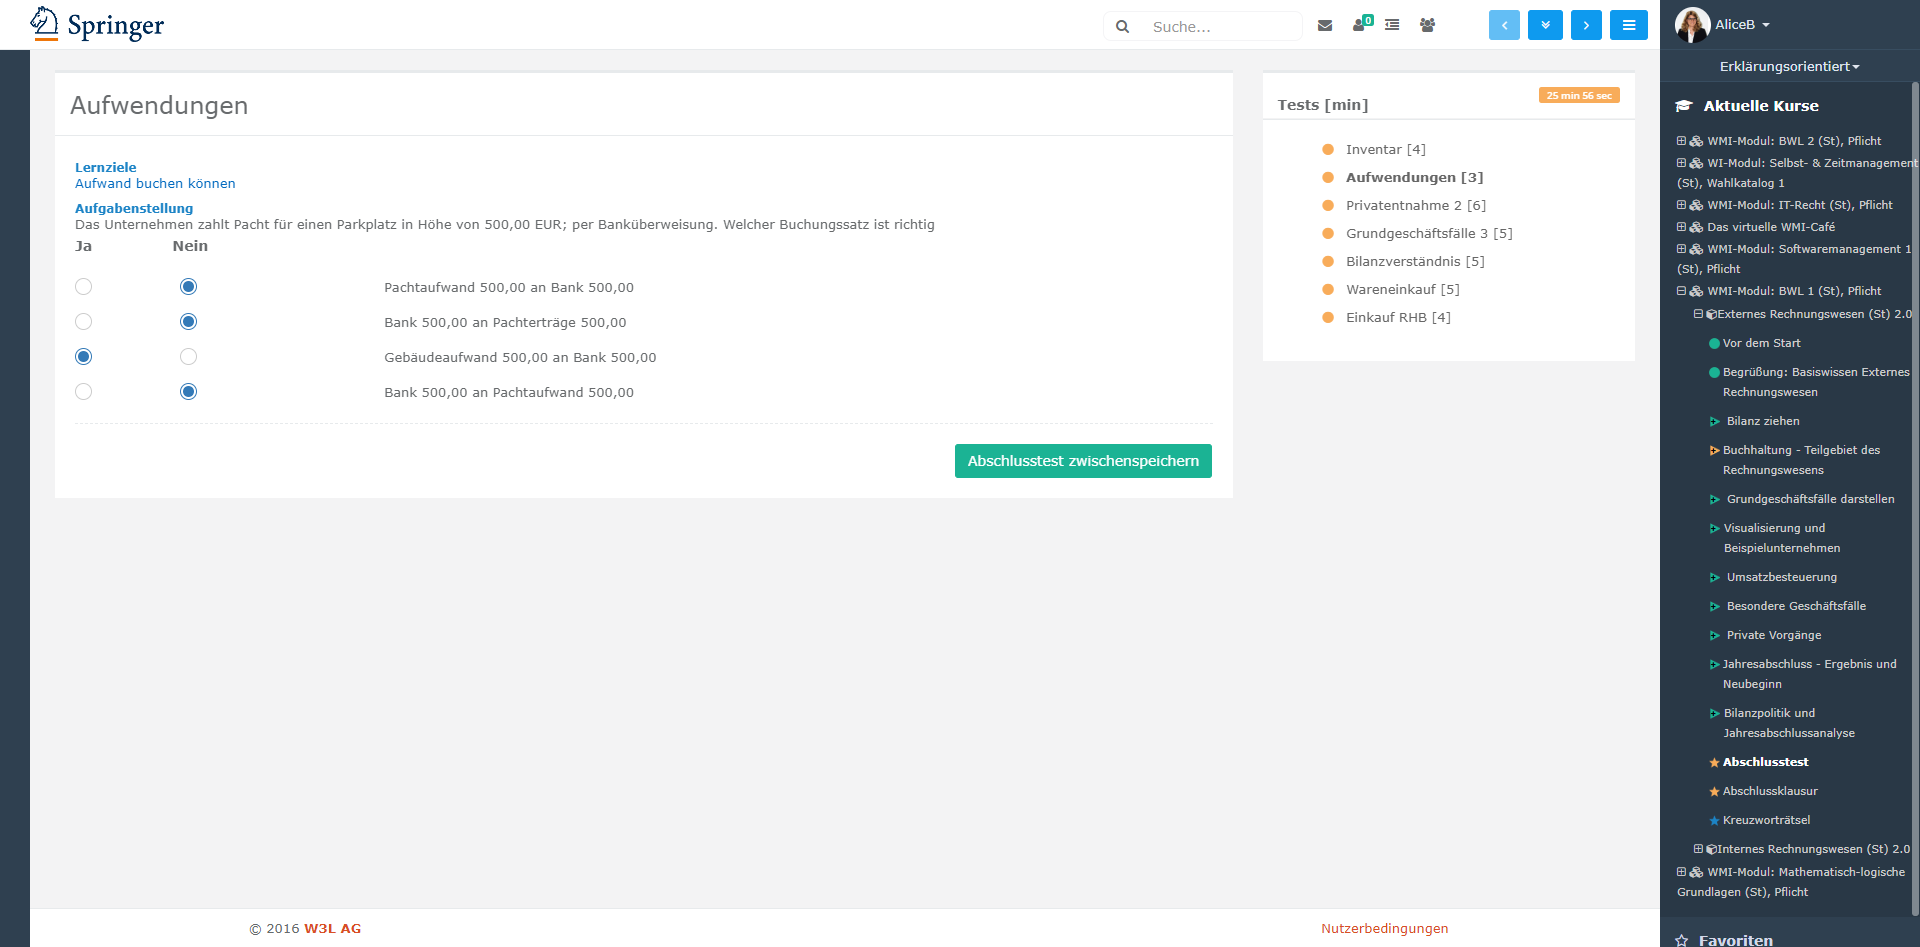 Springer
Suche...
0
AliceB
Erklärungsorientiert
Aufwendungen
Lernziele
Aufwand buchen können
Aufgabenstellung
Das Unternehmen zahlt Pacht für einen Parkplatz in Höhe von 500,00 EUR; per Banküberweisung. Welcher Buchungssatz ist richtig
Ja Nein
Pachtaufwand 500,00 an Bank 500,00
Bank 500,00 an Pachterträge 500,00
Gebäudeaufwand 500,00 an Bank 500,00
Bank 500,00 an Pachtaufwand 500,00
Abschlusstest zwischenspeichern
Tests [min]
25 min 56 sec
Inventar [4]
Aufwendungen [3]
Privatentnahme 2 [6]
Grundgeschäftsfälle 3 [5]
Bilanzverständnis [5]
Wareneinkauf [5]
Einkauf RHB [4]
Aktuelle Kurse
WMI-Modul: BWL 2 (St), Pflicht
WI-Modul: Selbst- & Zeitmanagement
(St), Wahlkatalog 1
WMI-Modul: IT-Recht (St), Pflicht
Das virtuelle WMI-Café
WMI-Modul: Softwaremanagement 1
(St), Pflicht
WMI-Modul: BWL 1 (St), Pflicht
Externes Rechnungswesen (St) 2.0
Vor dem Start
Begrüßung: Basiswissen Externes
Rechnungswesen
Bilanz ziehen
Buchhaltung - Teilgebiet des
Rechnungswesens
Grundgeschäftsfälle darstellen
Visualisierung und
Beispielunternehmen
Umsatzbesteuerung
Besondere Geschäftsfälle
Private Vorgänge
Jahresabschluss - Ergebnis und
Neubeginn
Bilanzpolitik und
Jahresabschlussanalyse
Abschlusstest
Abschlussklausur
Kreuzworträtsel
Internes Rechnungswesen (St) 2.0
WMI-Modul: Mathematisch-logische
Grundlagen (St), Pflicht
Favoriten
© 2016 W3L AG
Nutzerbedingungen